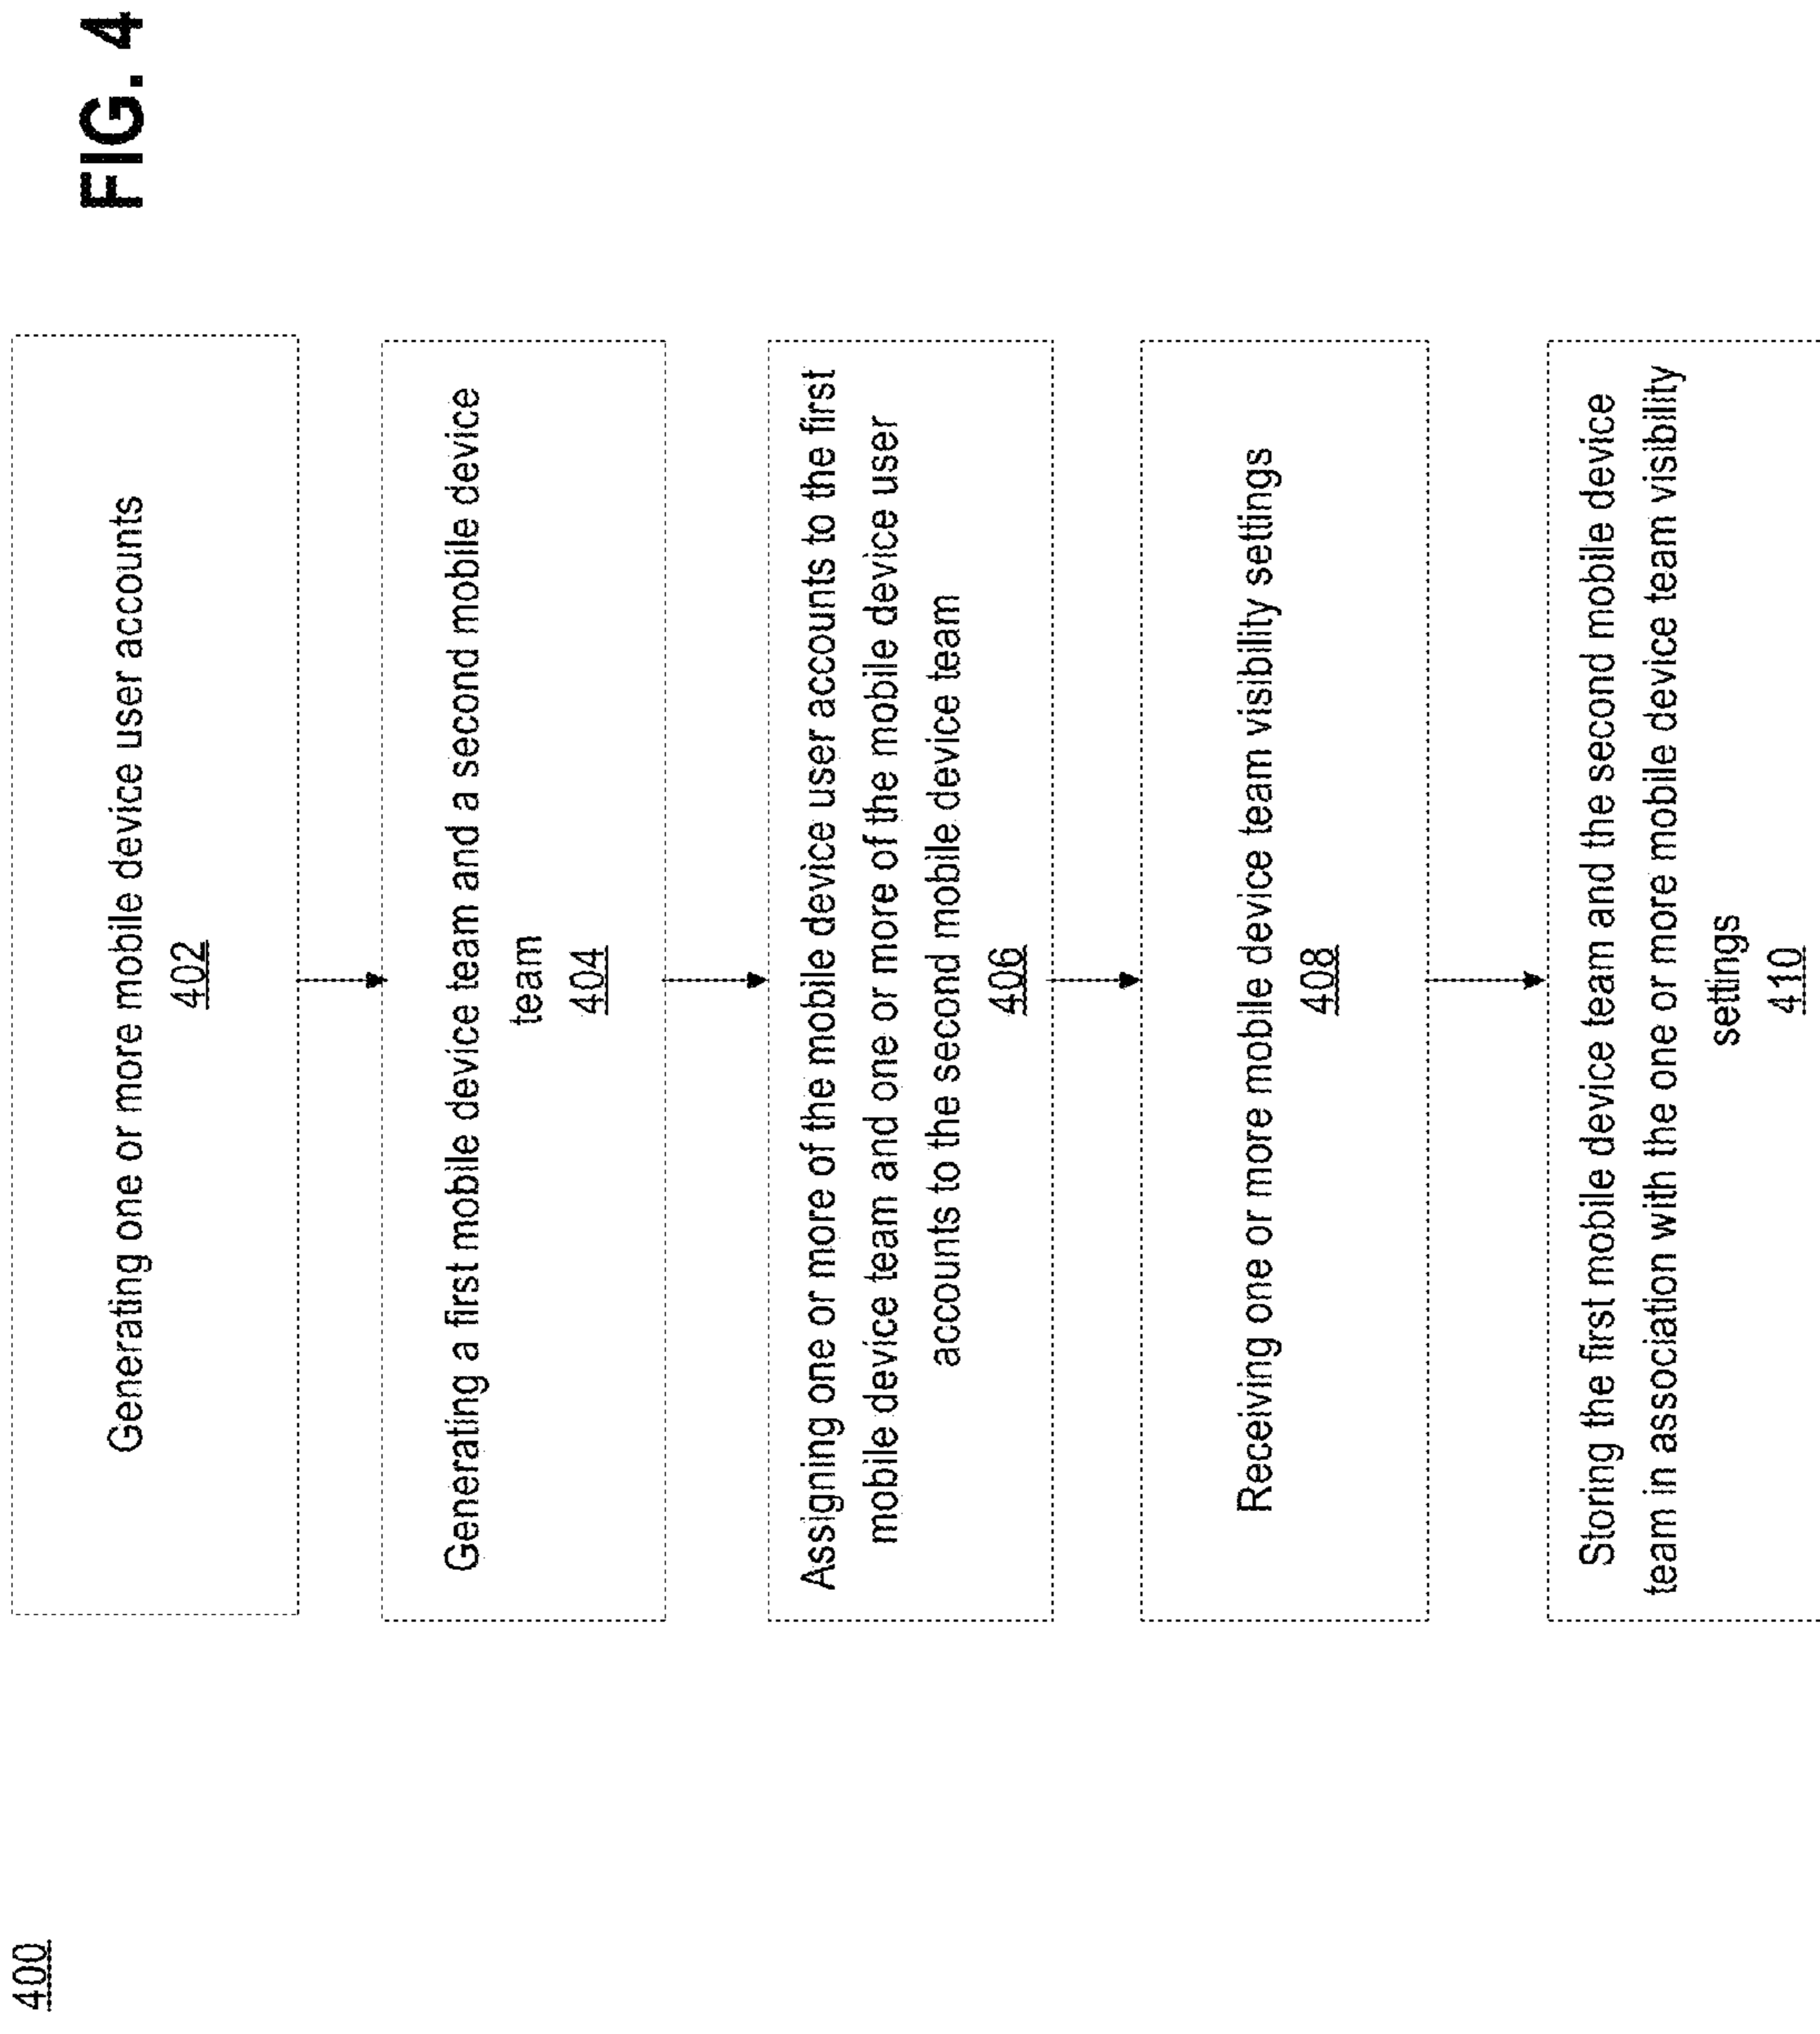 400
FIG. 4
Generating one or more mobile device user accounts
402
Generating a first mobile device team and a second mobile device
team
404
Assigning one or more of the mobile device user accounts to the first
mobile device team and one or more of the mobile device user
accounts to the second mobile device team
406
Receiving one or more mobile device team visibility settings
408
Storing the first mobile device team and the second mobile device
team in association with the one or more mobile device team visibility
settings
410